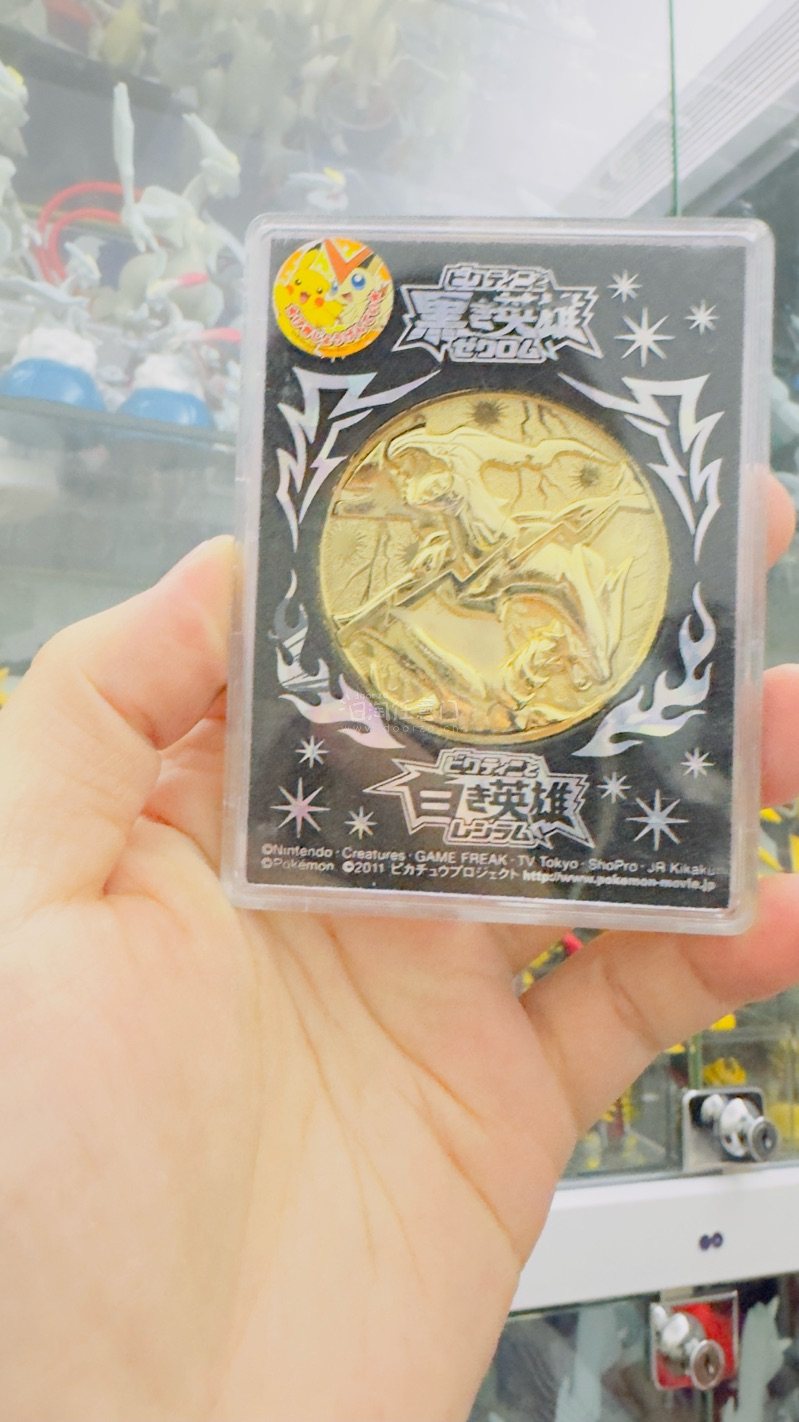 ビクティニと
黒き英雄
ゼクロム
ビクティニと
白き英雄
レシラム
©Nintendo・Creatures・GAME FREAK・TV Tokyo・ShoPro・JR Kikaku
©Pokémon ©2011 ピカチュウプロジェクト http://www.pokemon-movie.jp